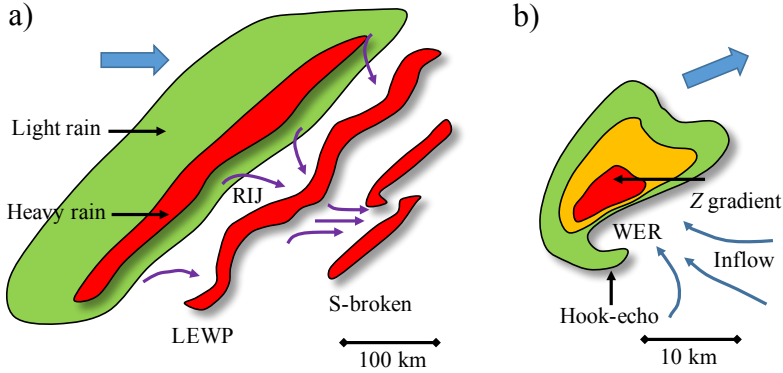 a)
Light rain
Heavy rain
RIJ
LEWP
S-broken
100 km
b)
Z gradient
WER
Inflow
Hook-echo
10 km